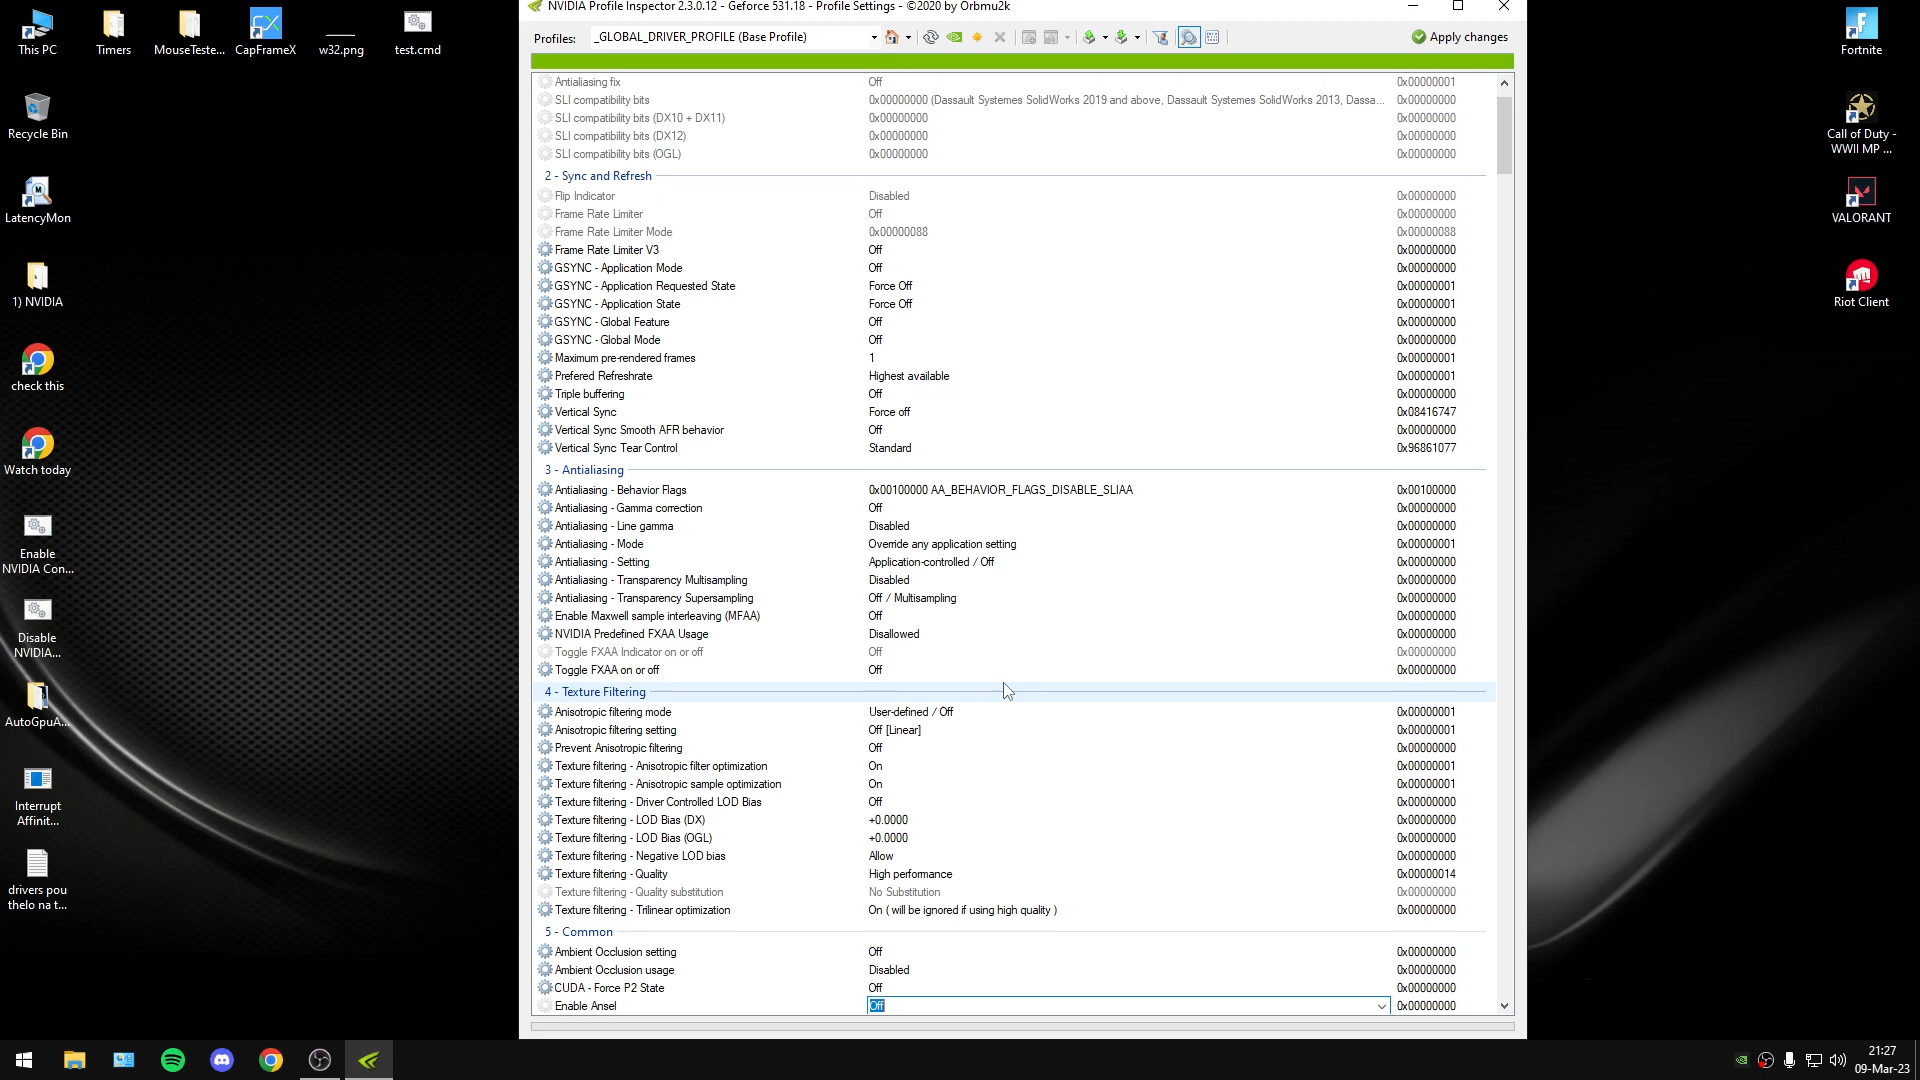 This PC
Timers
MouseTeste...
CapFrameX
w32.png
test.cmd
Recycle Bin
LatencyMon
1) NVIDIA
check this
Watch today
Enable
NVIDIA Con...
Disable
NVIDIA...
AutoGpuA...
Interrupt
Affinit...
drivers pou
thelo na t...
NVIDIA Profile Inspector 2.3.0.12 - Geforce 531.18 - Profile Settings - ©2020 by Orbmu2k
Profiles: _GLOBAL_DRIVER_PROFILE (Base Profile) Apply changes
Antialiasing fix Off 0x00000001
SLI compatibility bits 0x00000000 (Dassault Systemes SolidWorks 2019 and above, Dassault Systemes SolidWorks 2013, Dassa... 0x00000000
SLI compatibility bits (DX10 + DX11) 0x00000000 0x00000000
SLI compatibility bits (DX12) 0x00000000 0x00000000
SLI compatibility bits (OGL) 0x00000000 0x00000000
2 - Sync and Refresh
Flip Indicator Disabled 0x00000000
Frame Rate Limiter Off 0x00000000
Frame Rate Limiter Mode 0x00000088 0x00000088
Frame Rate Limiter V3 Off 0x00000000
GSYNC - Application Mode Off 0x00000000
GSYNC - Application Requested State Force Off 0x00000001
GSYNC - Application State Force Off 0x00000001
GSYNC - Global Feature Off 0x00000000
GSYNC - Global Mode Off 0x00000000
Maximum pre-rendered frames 1 0x00000001
Prefered Refreshrate Highest available 0x00000001
Triple buffering Off 0x00000000
Vertical Sync Force off 0x08416747
Vertical Sync Smooth AFR behavior Off 0x00000000
Vertical Sync Tear Control Standard 0x96861077
3 - Antialiasing
Antialiasing - Behavior Flags 0x00100000 AA_BEHAVIOR_FLAGS_DISABLE_SLIAA 0x00100000
Antialiasing - Gamma correction Off 0x00000000
Antialiasing - Line gamma Disabled 0x00000000
Antialiasing - Mode Override any application setting 0x00000001
Antialiasing - Setting Application-controlled / Off 0x00000000
Antialiasing - Transparency Multisampling Disabled 0x00000000
Antialiasing - Transparency Supersampling Off / Multisampling 0x00000000
Enable Maxwell sample interleaving (MFAA) Off 0x00000000
NVIDIA Predefined FXAA Usage Disallowed 0x00000000
Toggle FXAA Indicator on or off Off 0x00000000
Toggle FXAA on or off Off 0x00000000
4 - Texture Filtering
Anisotropic filtering mode User-defined / Off 0x00000001
Anisotropic filtering setting Off [Linear] 0x00000001
Prevent Anisotropic filtering Off 0x00000000
Texture filtering - Anisotropic filter optimization On 0x00000001
Texture filtering - Anisotropic sample optimization On 0x00000001
Texture filtering - Driver Controlled LOD Bias Off 0x00000000
Texture filtering - LOD Bias (DX) +0.0000 0x00000000
Texture filtering - LOD Bias (OGL) +0.0000 0x00000000
Texture filtering - Negative LOD bias Allow 0x00000000
Texture filtering - Quality High performance 0x00000014
Texture filtering - Quality substitution No Substitution 0x00000000
Texture filtering - Trilinear optimization On ( will be ignored if using high quality ) 0x00000000
5 - Common
Ambient Occlusion setting Off 0x00000000
Ambient Occlusion usage Disabled 0x00000000
CUDA - Force P2 State Off 0x00000000
Enable Ansel Off 0x00000000
Fortnite
Call of Duty -
WWII MP ...
VALORANT
Riot Client
21:27
09-Mar-23